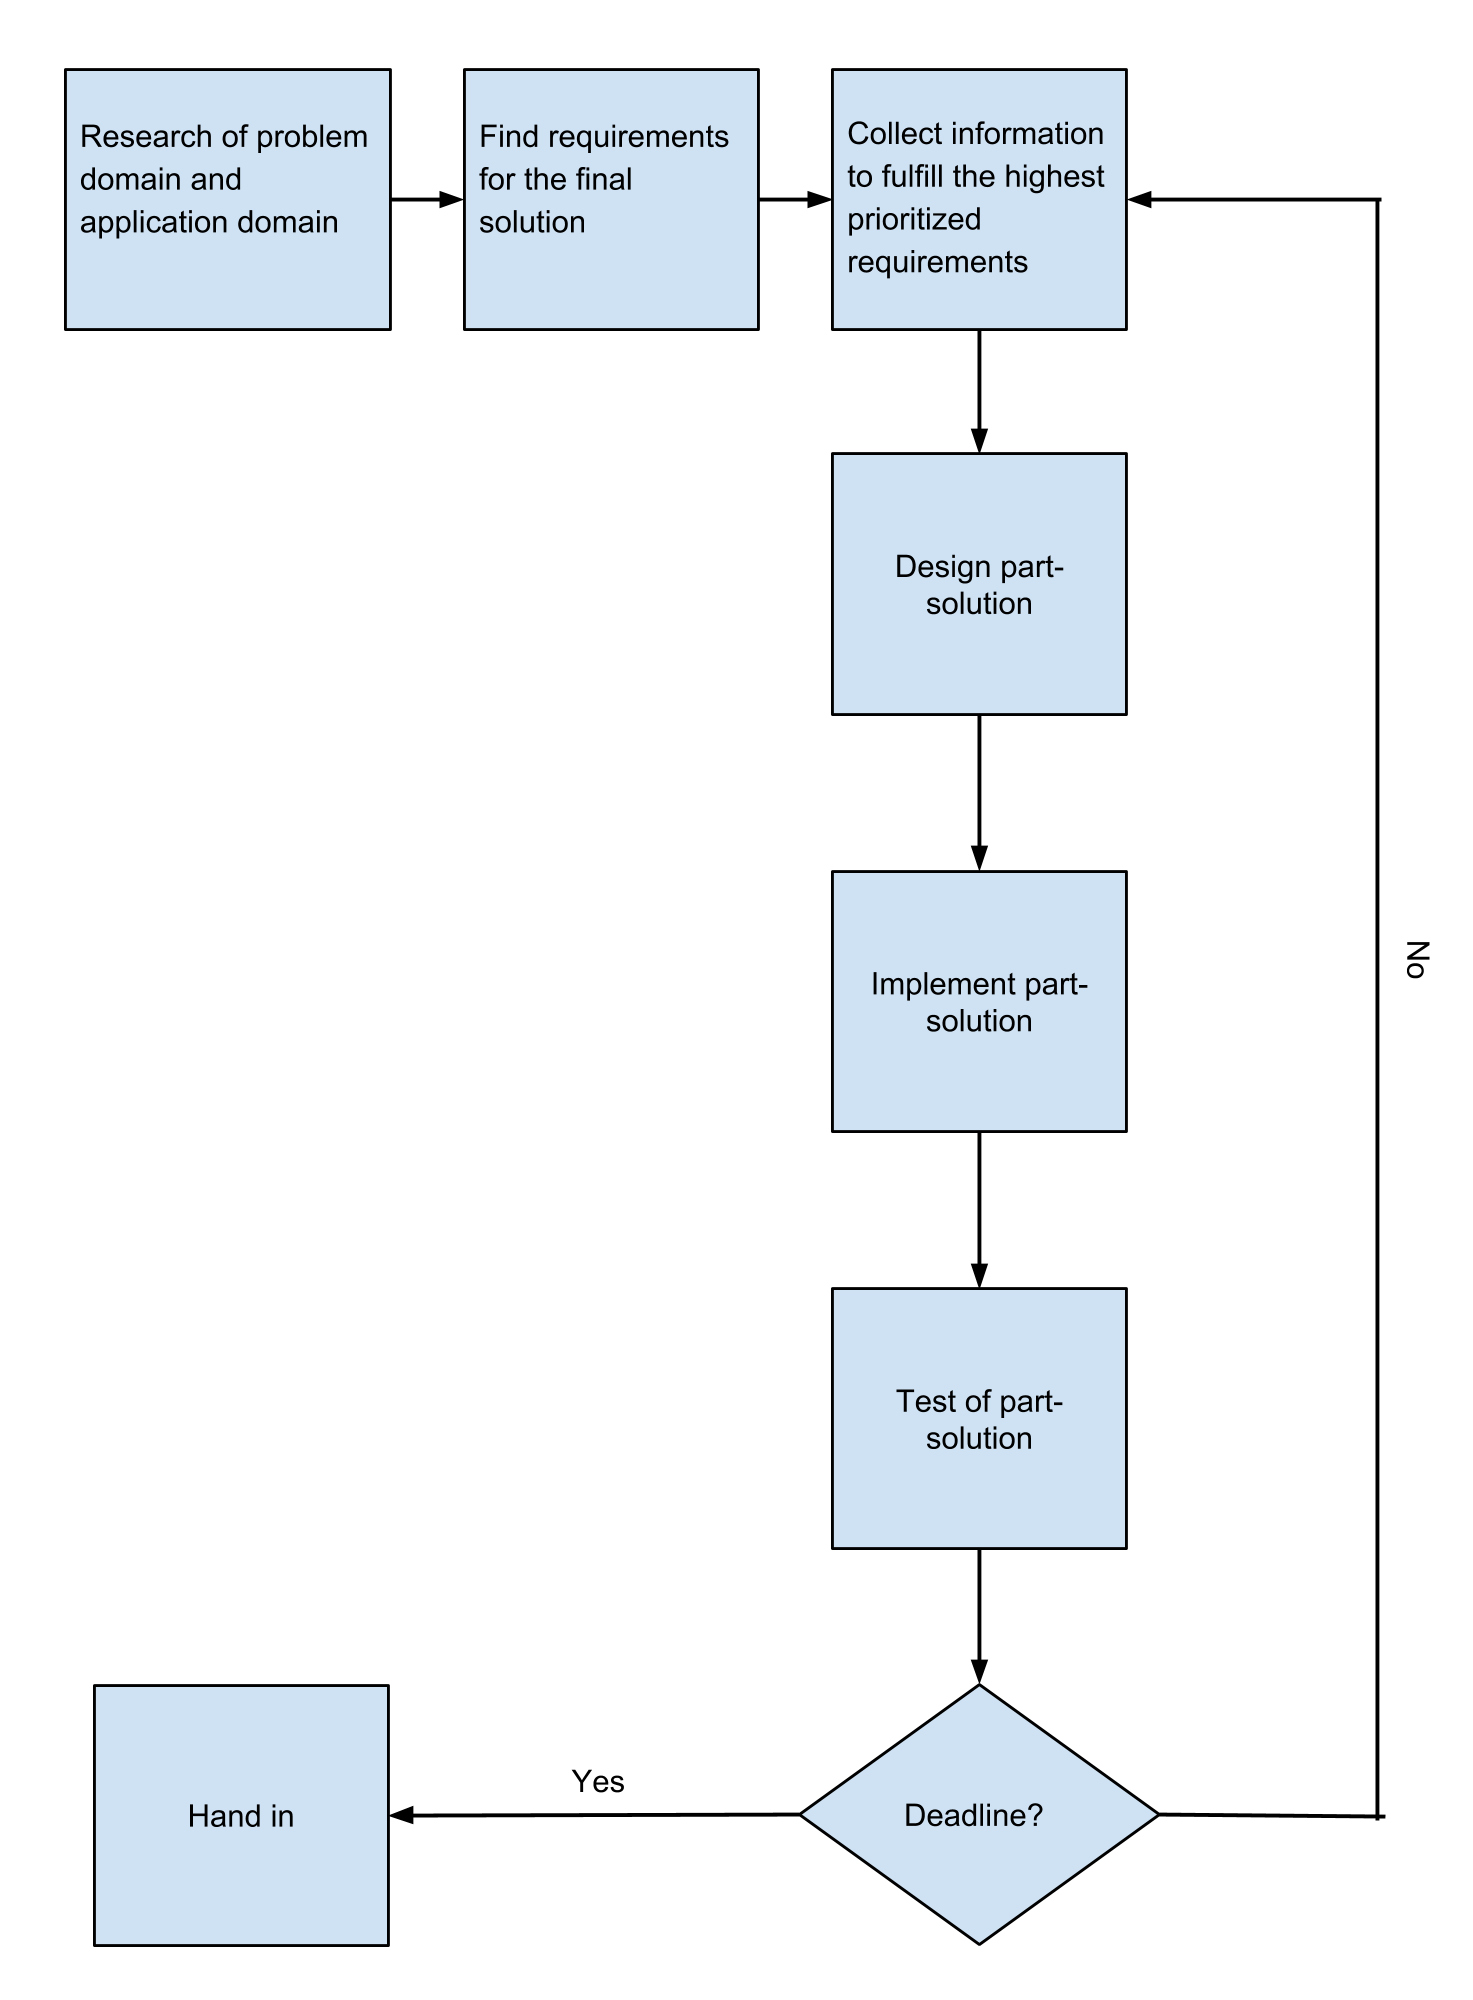 Research of problem
domain and
application domain
Find requirements
for the final
solution
Collect information
to fulfill the highest
prioritized
requirements
Design part-
solution
Implement part-
solution
No
Test of part-
solution
Yes
Hand in
Deadline?